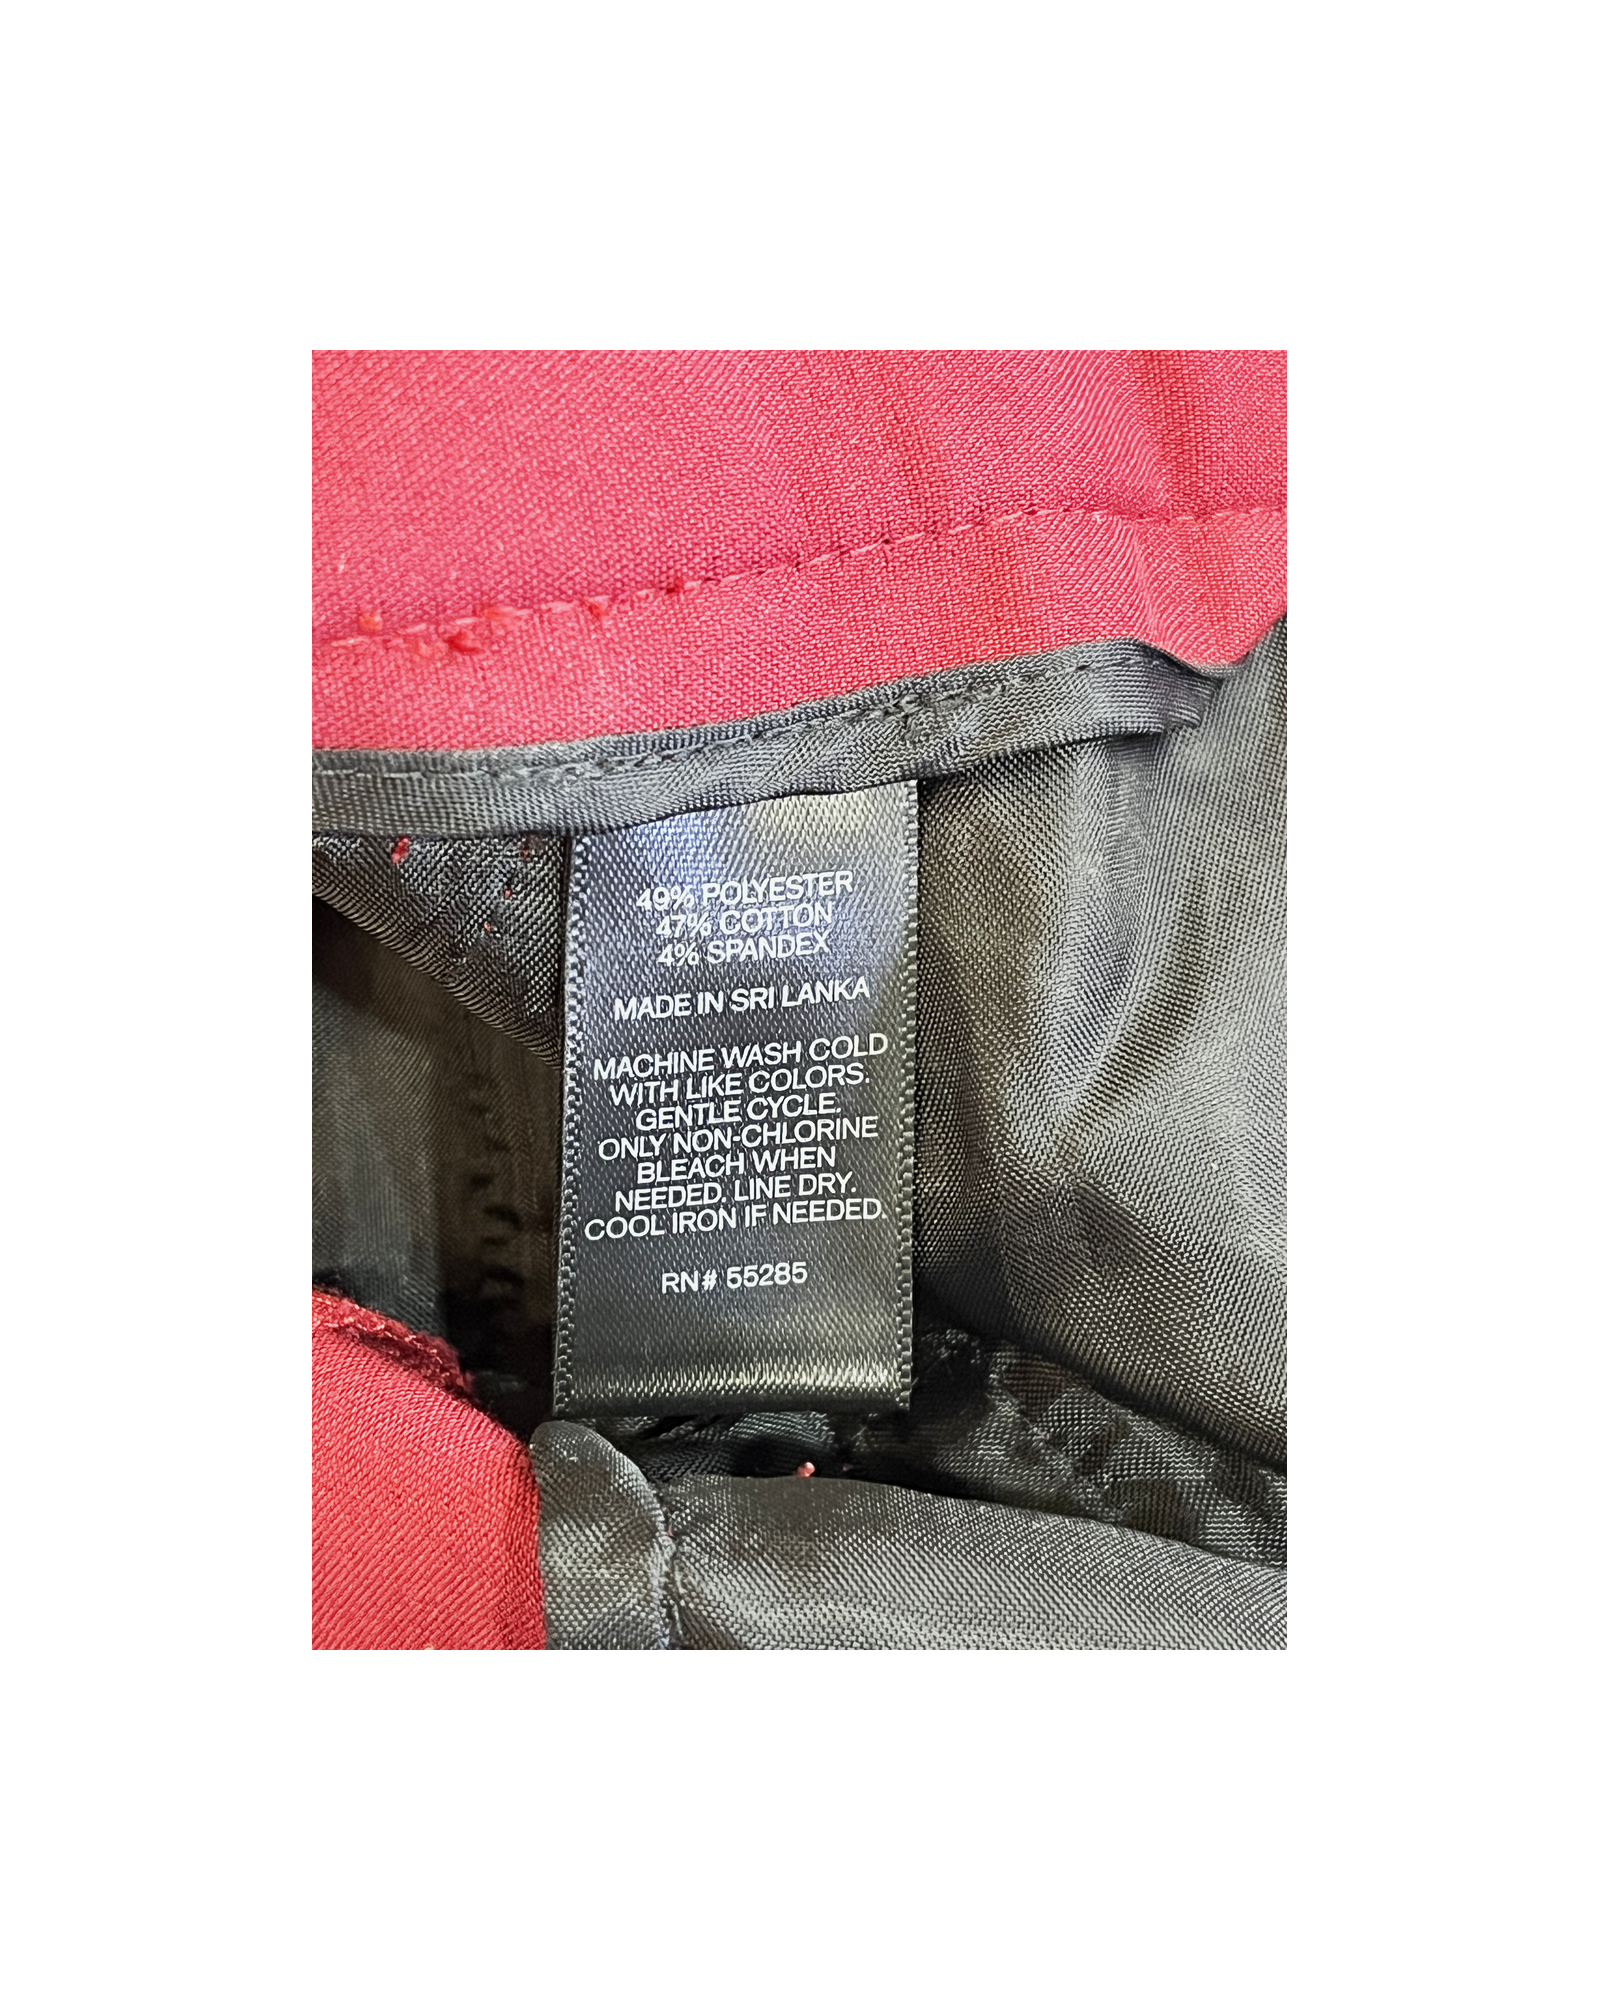 49% POLYESTER
47% COTTON
4% SPANDEX
MADE IN SRI LANKA
MACHINE WASH COLD
WITH LIKE COLORS.
GENTLE CYCLE.
ONLY NON-CHLORINE
BLEACH WHEN
NEEDED. LINE DRY.
COOL IRON IF NEEDED.
RN# 55285